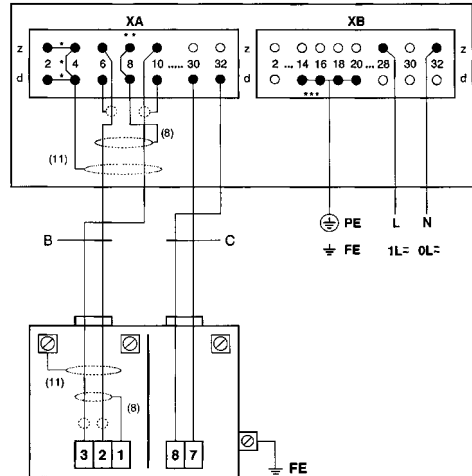 XA XB
* **
z z z z
2 * 4 6 8 10 ..... 30 32 2 ... 14 16 18 20 ... 28 30 32
d * d d d
***
(8)
(11)
PE L N
B C FE 1L 0L
(11)
(8)
3 2 1 8 7
FE